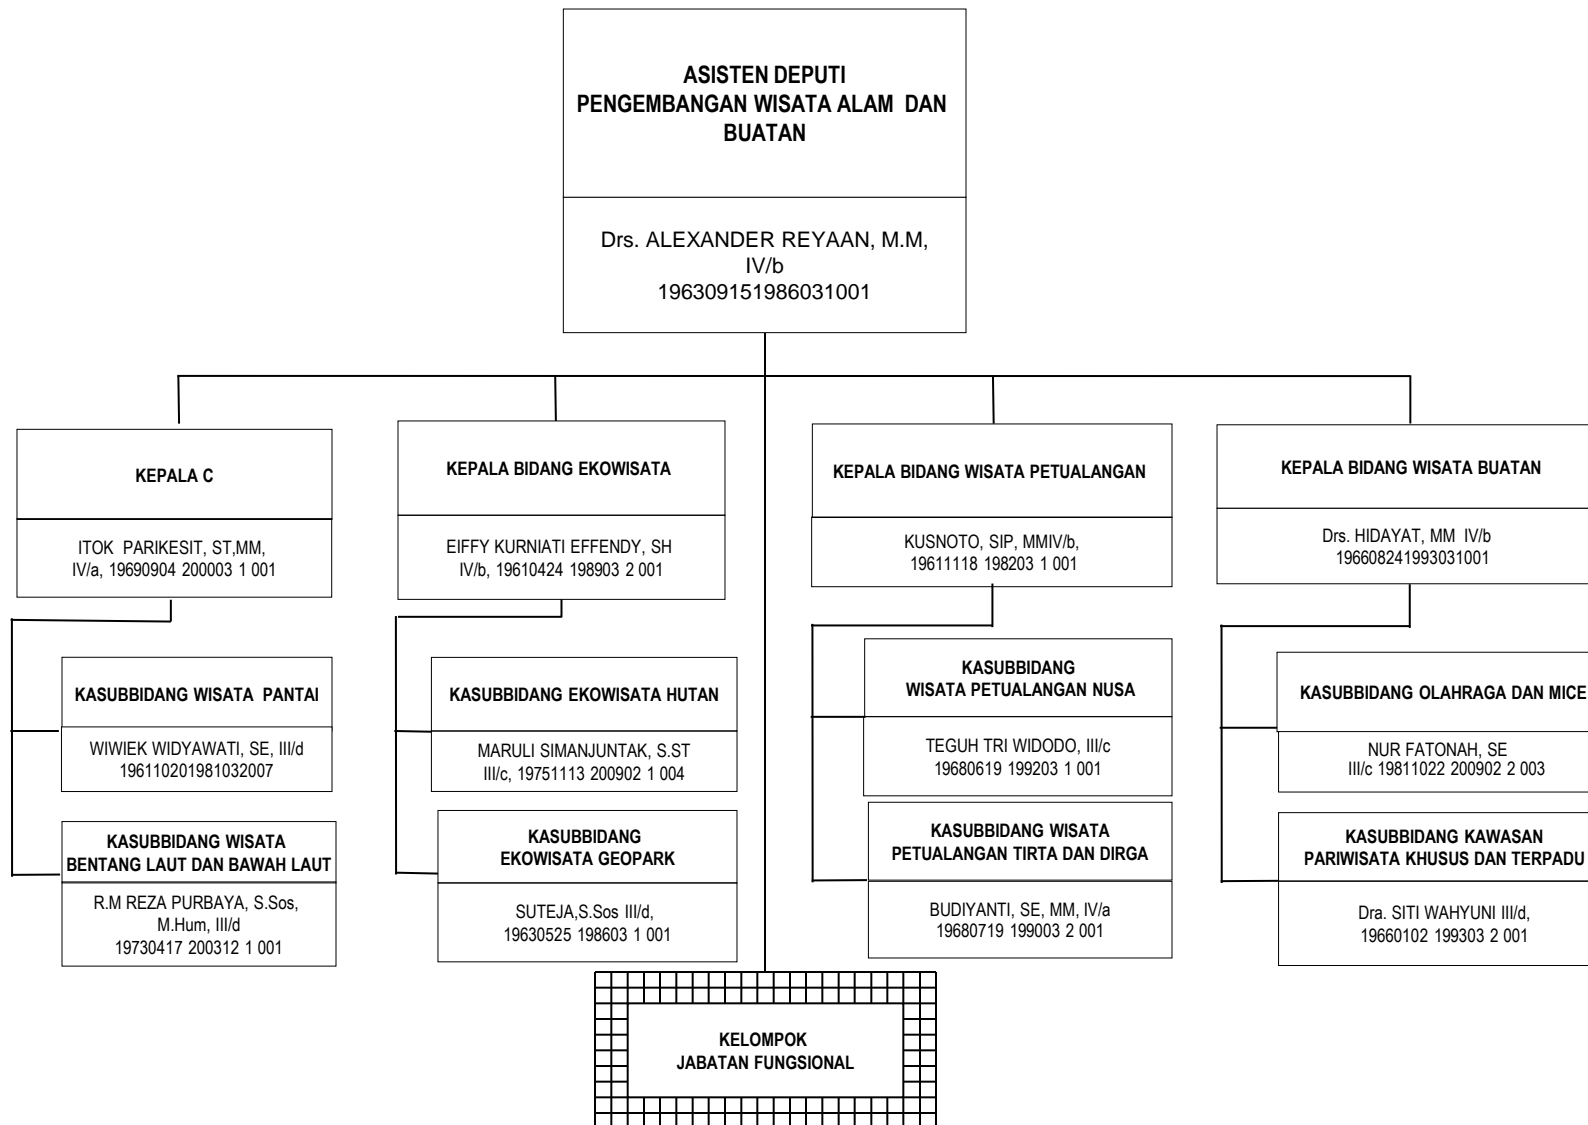 ASISTEN DEPUTI
PENGEMBANGAN WISATA ALAM DAN
BUATAN
Drs. ALEXANDER REYAAN, M.M,
IV/b
196309151986031001
KEPALA C
ITOK PARIKESIT, ST,MM,
IV/a, 19690904 200003 1 001
KASUBBIDANG WISATA PANTAI
WIWIEK WIDYAWATI, SE, III/d
196110201981032007
KASUBBIDANG WISATA
BENTANG LAUT DAN BAWAH LAUT
R.M REZA PURBAYA, S.Sos,
M.Hum, III/d
19730417 200312 1 001
KEPALA BIDANG EKOWISATA
EIFFY KURNIATI EFFENDY, SH
IV/b, 19610424 198903 2 001
KASUBBIDANG EKOWISATA HUTAN
MARULI SIMANJUNTAK, S.ST
III/c, 19751113 200902 1 004
KASUBBIDANG
EKOWISATA GEOPARK
SUTEJA,S.Sos III/d,
19630525 198603 1 001
KEPALA BIDANG WISATA PETUALANGAN
KUSNOTO, SIP, MMIV/b,
19611118 198203 1 001
KASUBBIDANG
WISATA PETUALANGAN NUSA
TEGUH TRI WIDODO, III/c
19680619 199203 1 001
KASUBBIDANG WISATA
PETUALANGAN TIRTA DAN DIRGA
BUDIYANTI, SE, MM, IV/a
19680719 199003 2 001
KEPALA BIDANG WISATA BUATAN
Drs. HIDAYAT, MM IV/b
196608241993031001
KASUBBIDANG OLAHRAGA DAN MICE
NUR FATONAH, SE
III/c 19811022 200902 2 003
KASUBBIDANG KAWASAN
PARIWISATA KHUSUS DAN TERPADU
Dra. SITI WAHYUNI III/d,
19660102 199303 2 001
KELOMPOK
JABATAN FUNGSIONAL